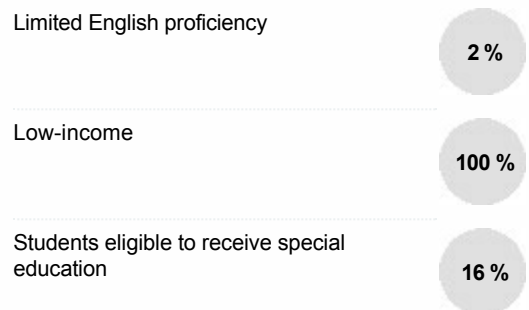 Limited English proficiency
2 %
Low-income
100 %
Students eligible to receive special
education
16 %